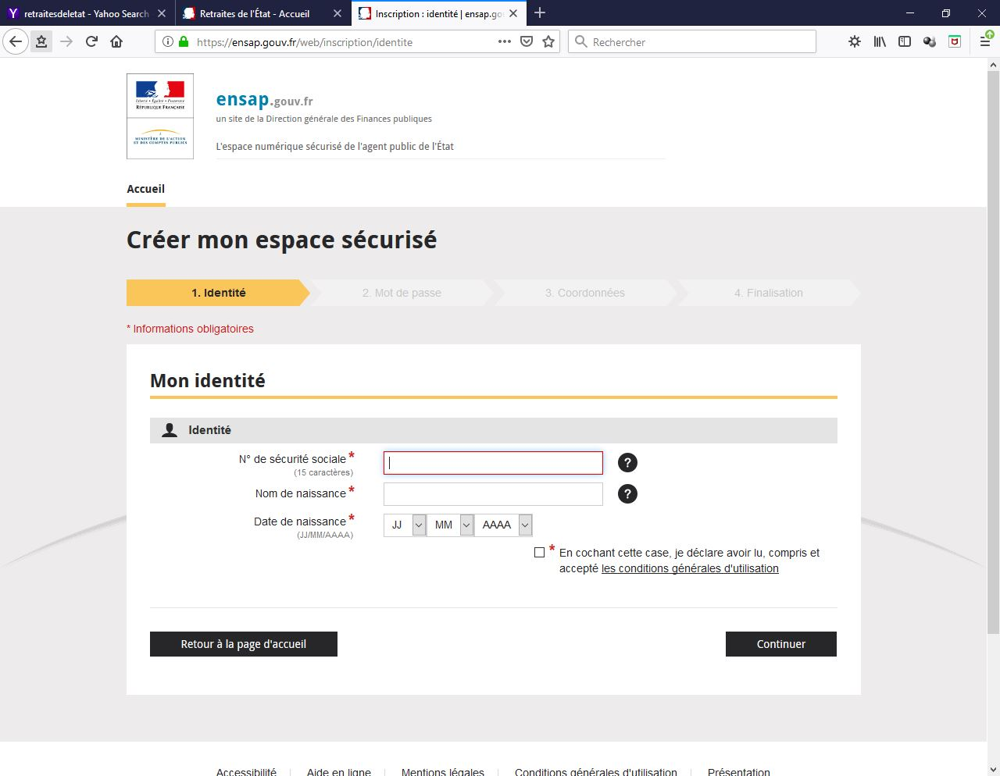 retraitesdeletat - Yahoo Search
Retraites de l'État - Accueil
Inscription : identité | ensap.go
https://ensap.gouv.fr/web/inscription/identite
Rechercher
Liberté • Égalité • Fraternité
RÉPUBLIQUE FRANÇAISE
MINISTÈRE DE L'ACTION
ET DES COMPTES PUBLICS
ensap.gouv.fr
un site de la Direction générale des Finances publiques
L'espace numérique sécurisé de l'agent public de l'État
Accueil
Créer mon espace sécurisé
1. Identité
2. Mot de passe
3. Coordonnées
4. Finalisation
* Informations obligatoires
Mon identité
Identité
N° de sécurité sociale *
(15 caractères)
?
Nom de naissance *
?
Date de naissance *
(JJ/MM/AAAA)
JJ MM AAAA
* En cochant cette case, je déclare avoir lu, compris et
accepté les conditions générales d'utilisation
Retour à la page d'accueil
Continuer
Accessibilité | Aide en ligne | Mentions légales | Conditions générales d'utilisation | Présentation